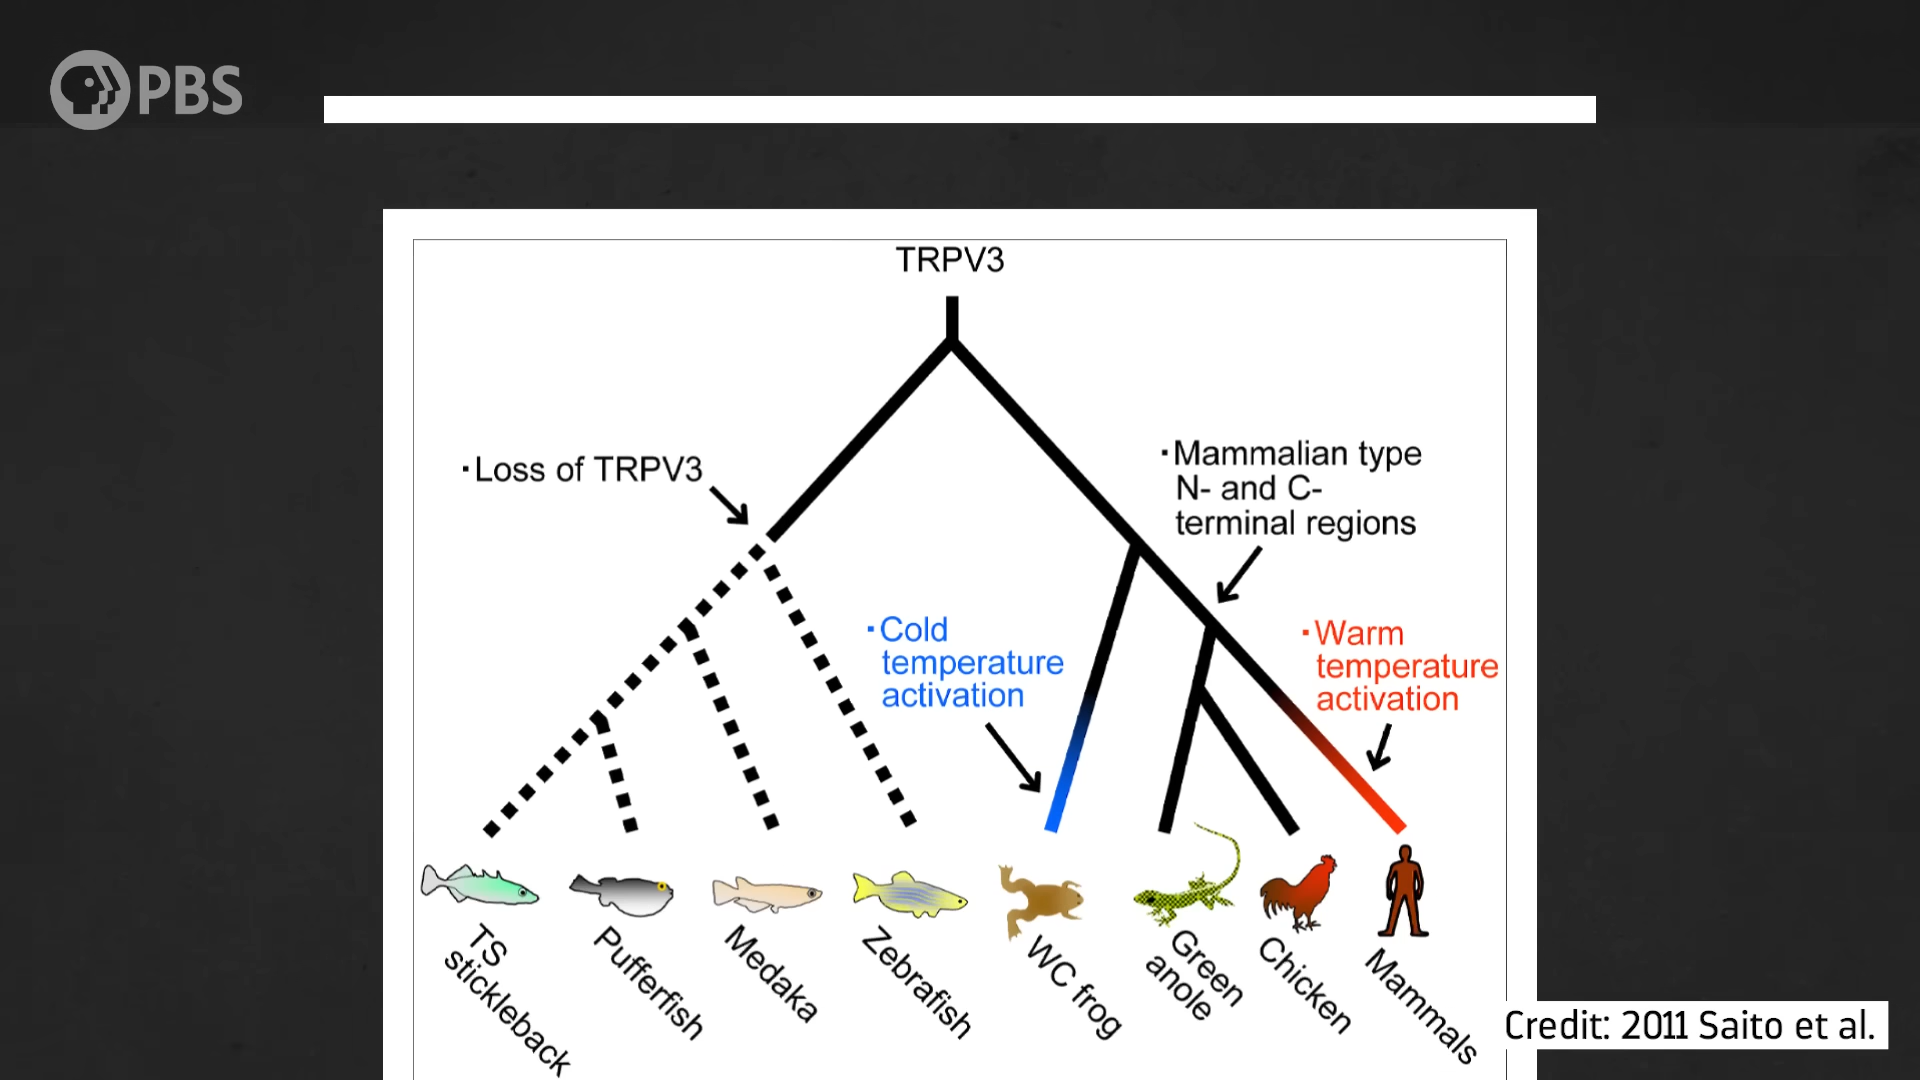 PBS
TRPV3
·Loss of TRPV3
·Mammalian type
N- and C-
terminal regions
·Cold
temperature
activation
·Warm
temperature
activation
TS
stickleback
Pufferfish
Medaka
Zebrafish
WC frog
Green
anole
Chicken
Mammals
Credit: 2011 Saito et al.